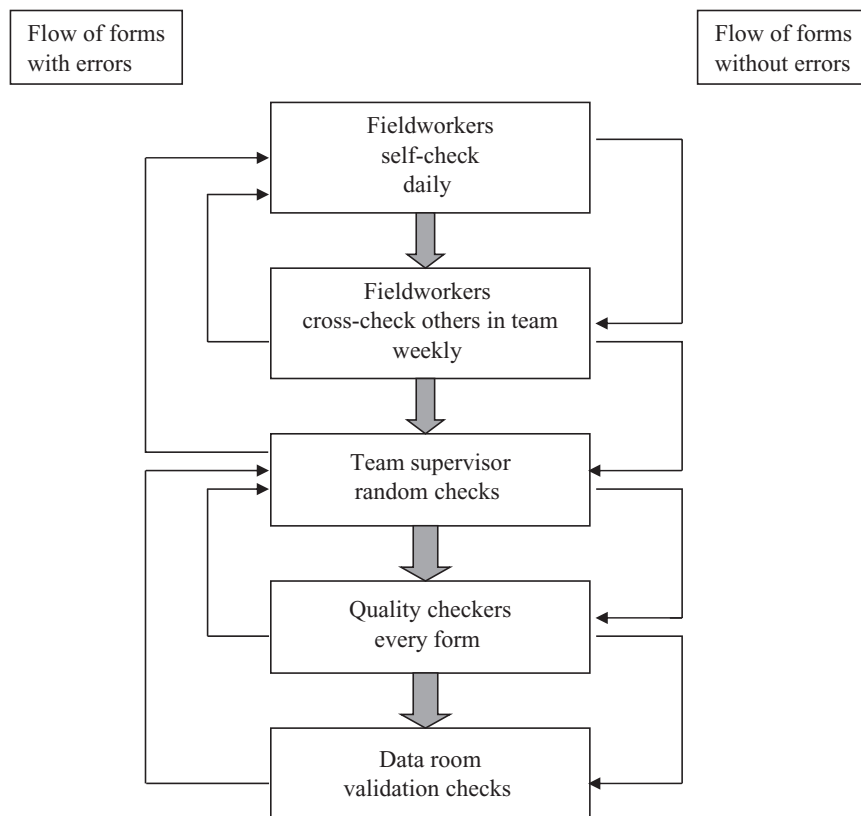 Flow of forms
with errors
Flow of forms
without errors
Fieldworkers
self-check
daily
Fieldworkers
cross-check others in team
weekly
Team supervisor
random checks
Quality checkers
every form
Data room
validation checks